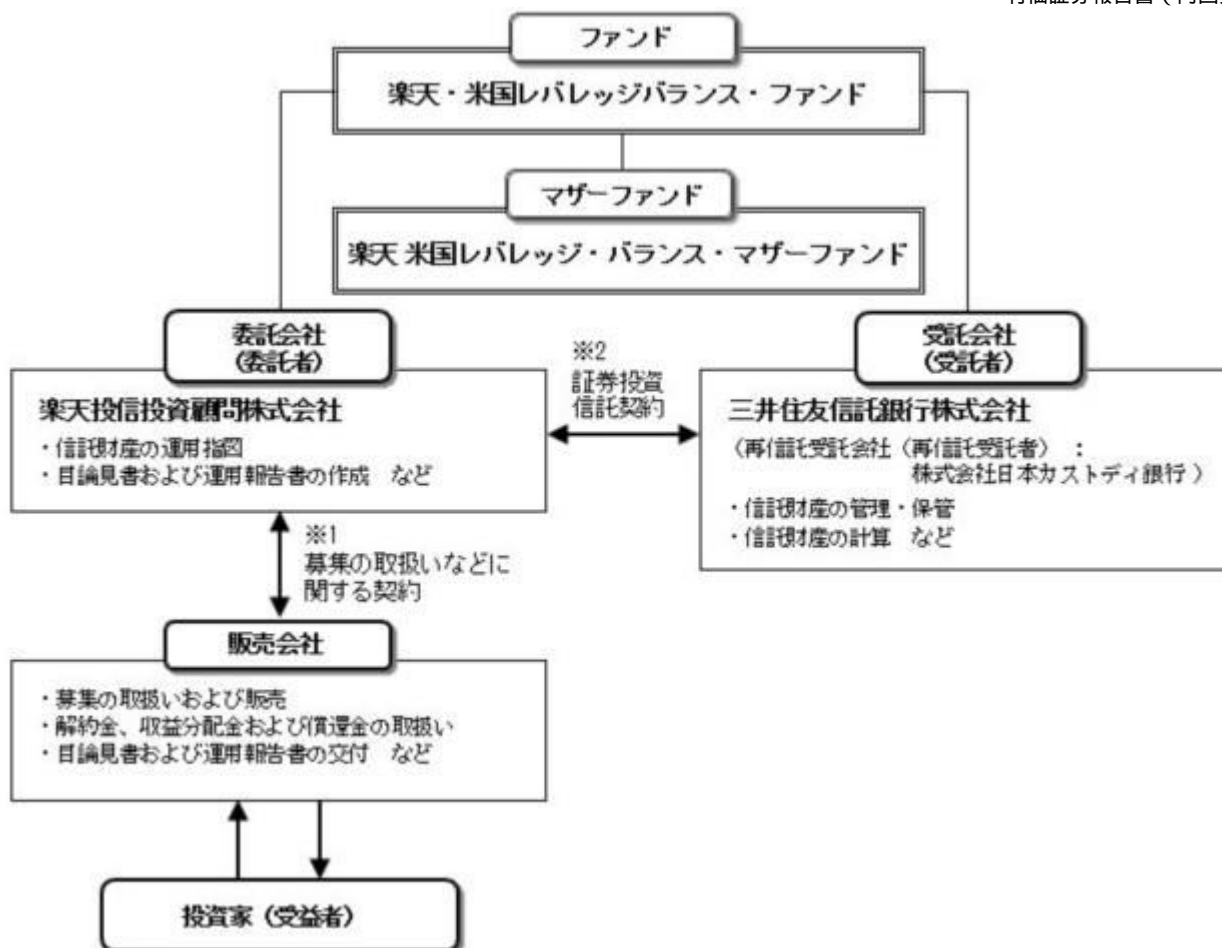 ファンド
楽天・米国レバレッジバランス・ファンド
マザーファンド
楽天 米国レバレッジ・バランス・マザーファンド
委託会社
(委託者)
楽天投信投資顧問株式会社
・信託財産の運用指図
・目論見書および運用報告書の作成 など
※2
証券投資
信託契約
受託会社
(受託者)
三井住友信託銀行株式会社
(再信託受託会社(再信託受託者) :
株式会社日本カストディ銀行)
・信託財産の管理・保管
・信託財産の計算 など
※1
募集の取扱いなどに
関する契約
販売会社
・募集の取扱いおよび販売
・解約金、収益分配金および償還金の取扱い
・目論見書および運用報告書の交付 など
投資家(受益者)